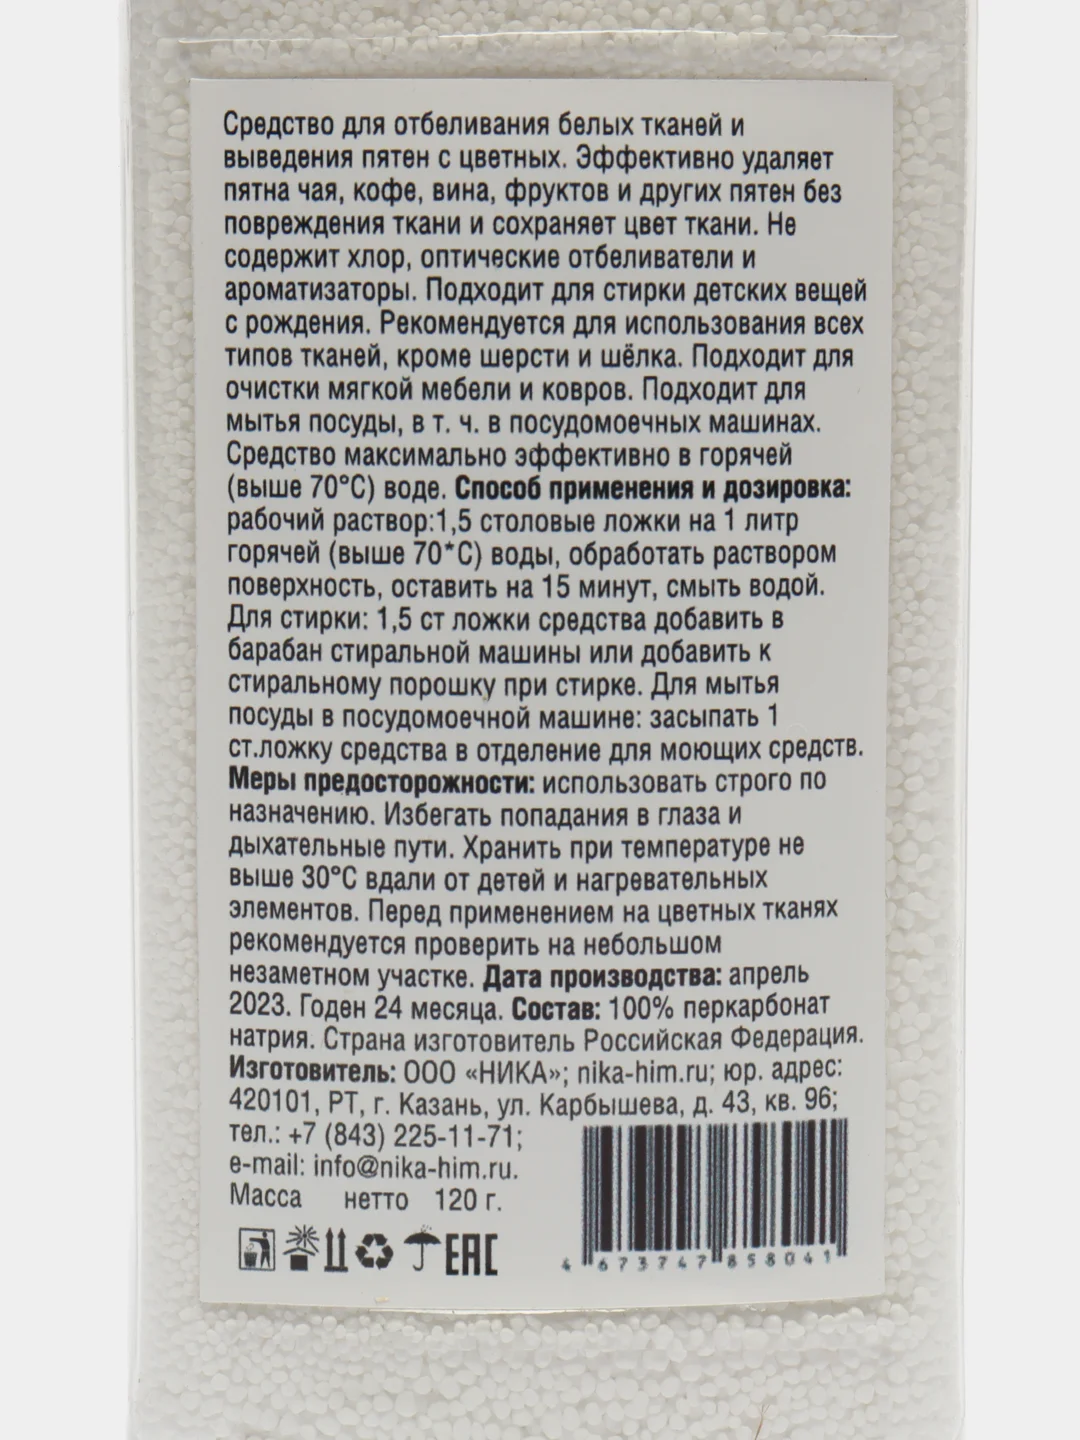 Средство для отбеливания белых тканей и
выведения пятен с цветных. Эффективно удаляет
пятна чая, кофе, вина, фруктов и других пятен без
повреждения ткани и сохраняет цвет ткани. Не
содержит хлор, оптические отбеливатели и
ароматизаторы. Подходит для стирки детских вещей
с рождения. Рекомендуется для использования всех
типов тканей, кроме шерсти и шёлка. Подходит для
очистки мягкой мебели и ковров. Подходит для
мытья посуды, в т. ч. в посудомоечных машинах.
Средство максимально эффективно в горячей
(выше 70°С) воде. Способ применения и дозировка:
рабочий раствор:1,5 столовые ложки на 1 литр
горячей (выше 70*С) воды, обработать раствором
поверхность, оставить на 15 минут, смыть водой.
Для стирки: 1,5 ст ложки средства добавить в
барабан стиральной машины или добавить к
стиральному порошку при стирке. Для мытья
посуды в посудомоечной машине: засыпать 1
ст.ложку средства в отделение для моющих средств.
Меры предосторожности: использовать строго по
назначению. Избегать попадания в глаза и
дыхательные пути. Хранить при температуре не
выше 30°С вдали от детей и нагревательных
элементов. Перед применением на цветных тканях
рекомендуется проверить на небольшом
незаметном участке. Дата производства: апрель
2023. Годен 24 месяца. Состав: 100% перкарбонат
натрия. Страна изготовитель Российская Федерация.
Изготовитель: ООО «НИКА»; nika-him.ru; юр. адрес:
420101, РТ, г. Казань, ул. Карбышева, д. 43, кв. 96;
тел.: +7 (843) 225-11-71;
e-mail: info@nika-him.ru.
Масса нетто 120 г.
ЕАС
4 673747 858041